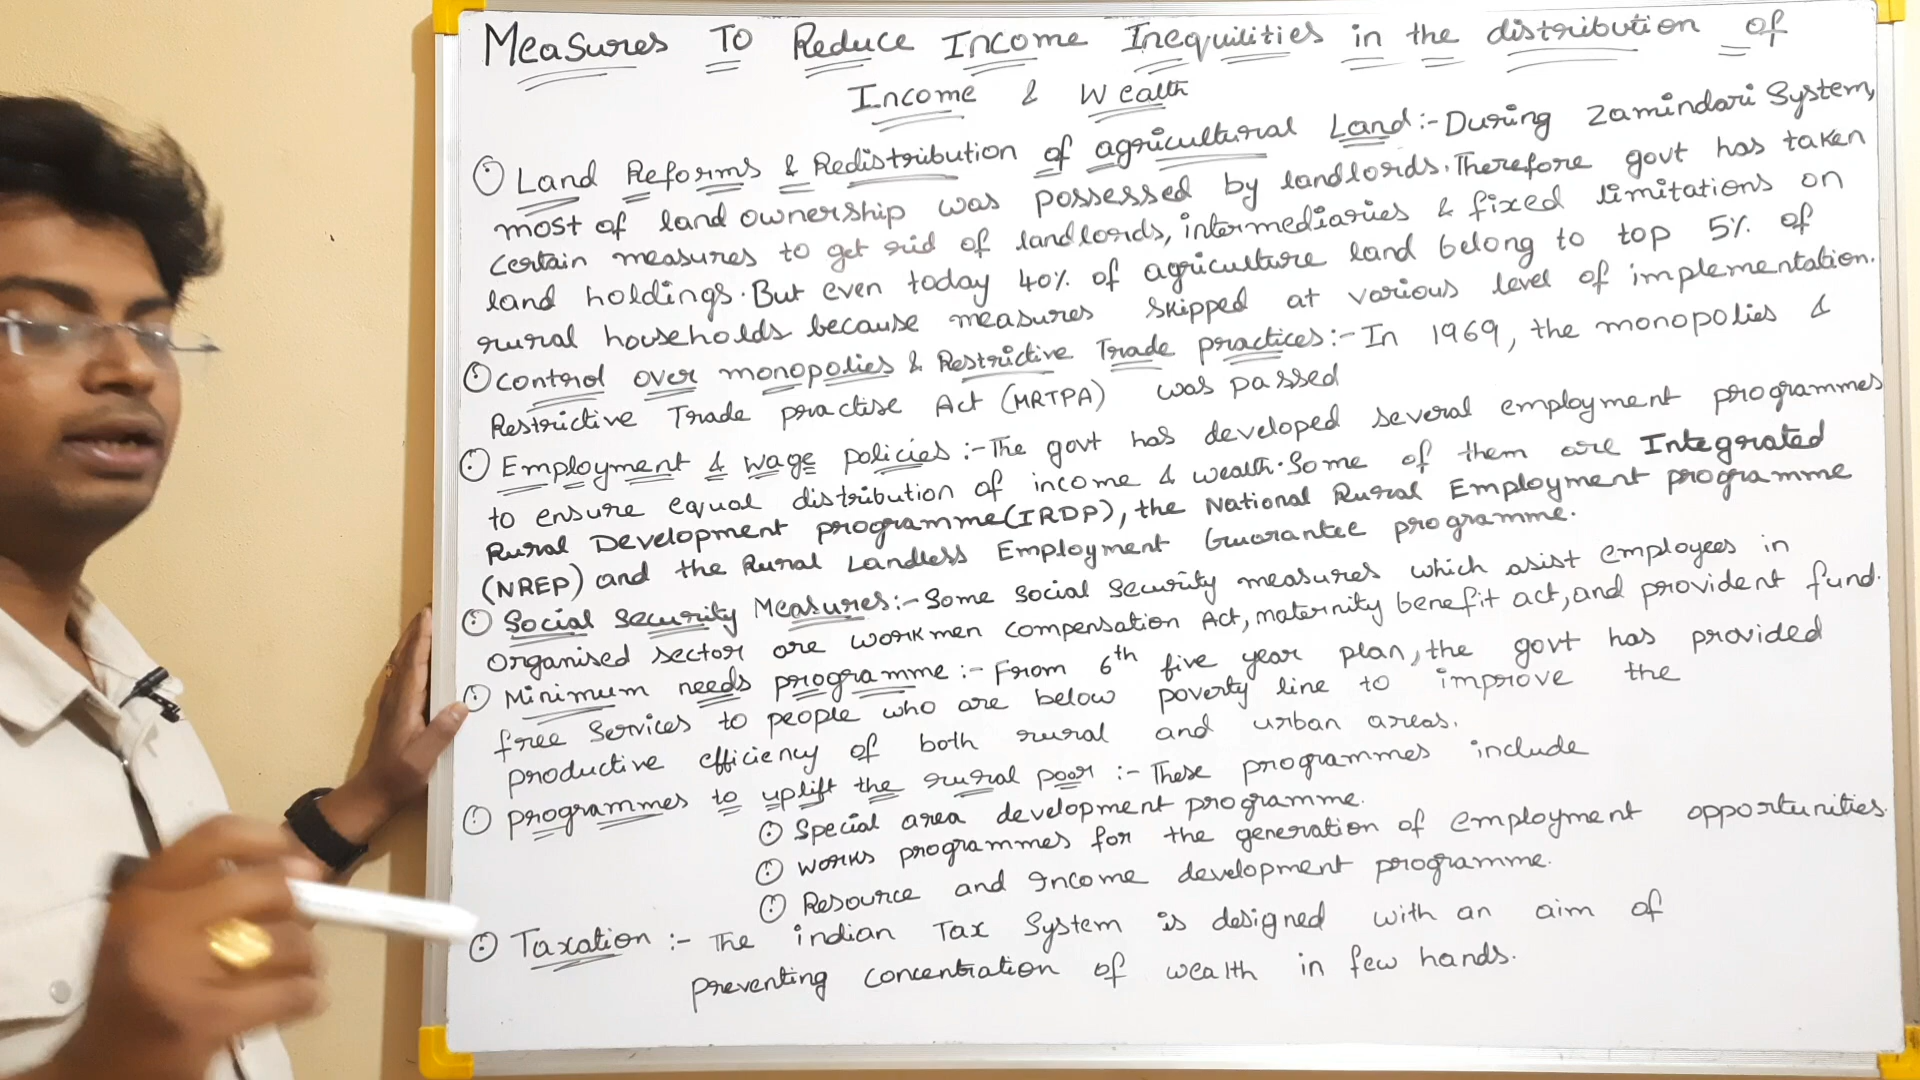 Measures To Reduce Income Inequilities in the distribution of
Income & Wealth
Land Reforms & Redistribution of agricultural Land :- During Zamindari System,
most of land ownership was possessed by landlords. Therefore govt has taken
certain measures to get rid of landlords, intermediaries & fixed limitations on
land holdings. But even today 40% of agriculture land belong to top 5% of
rural households because measures skipped at various level of implementation.
control over monopolies & Restrictive Trade practices :- In 1969, the monopolies &
Restrictive Trade practise Act (MRTPA) was passed
Employment & wage policies :- The govt has developed several employment programmes
to ensure equal distribution of income & wealth. Some of them are Integrated
Rural Development programme (IRDP), the National Rural Employment programme
(NREP) and the Rural Landless Employment Guarantee programme.
Social Security Measures :- Some social security measures which asist employees in
organised sector are workmen compensation Act, maternity benefit act, and provident fund.
Minimum needs programme :- From 6th five year plan, the govt has provided
free services to people who are below poverty line to improve the
productive efficiency of both rural and urban areas.
programmes to uplift the rural poor :- These programmes include
Special area development programme.
works programmes for the generation of employment opportunities.
Resource and Income development programme.
Taxation :- The indian Tax System is designed with an aim of
preventing concentration of wealth in few hands.